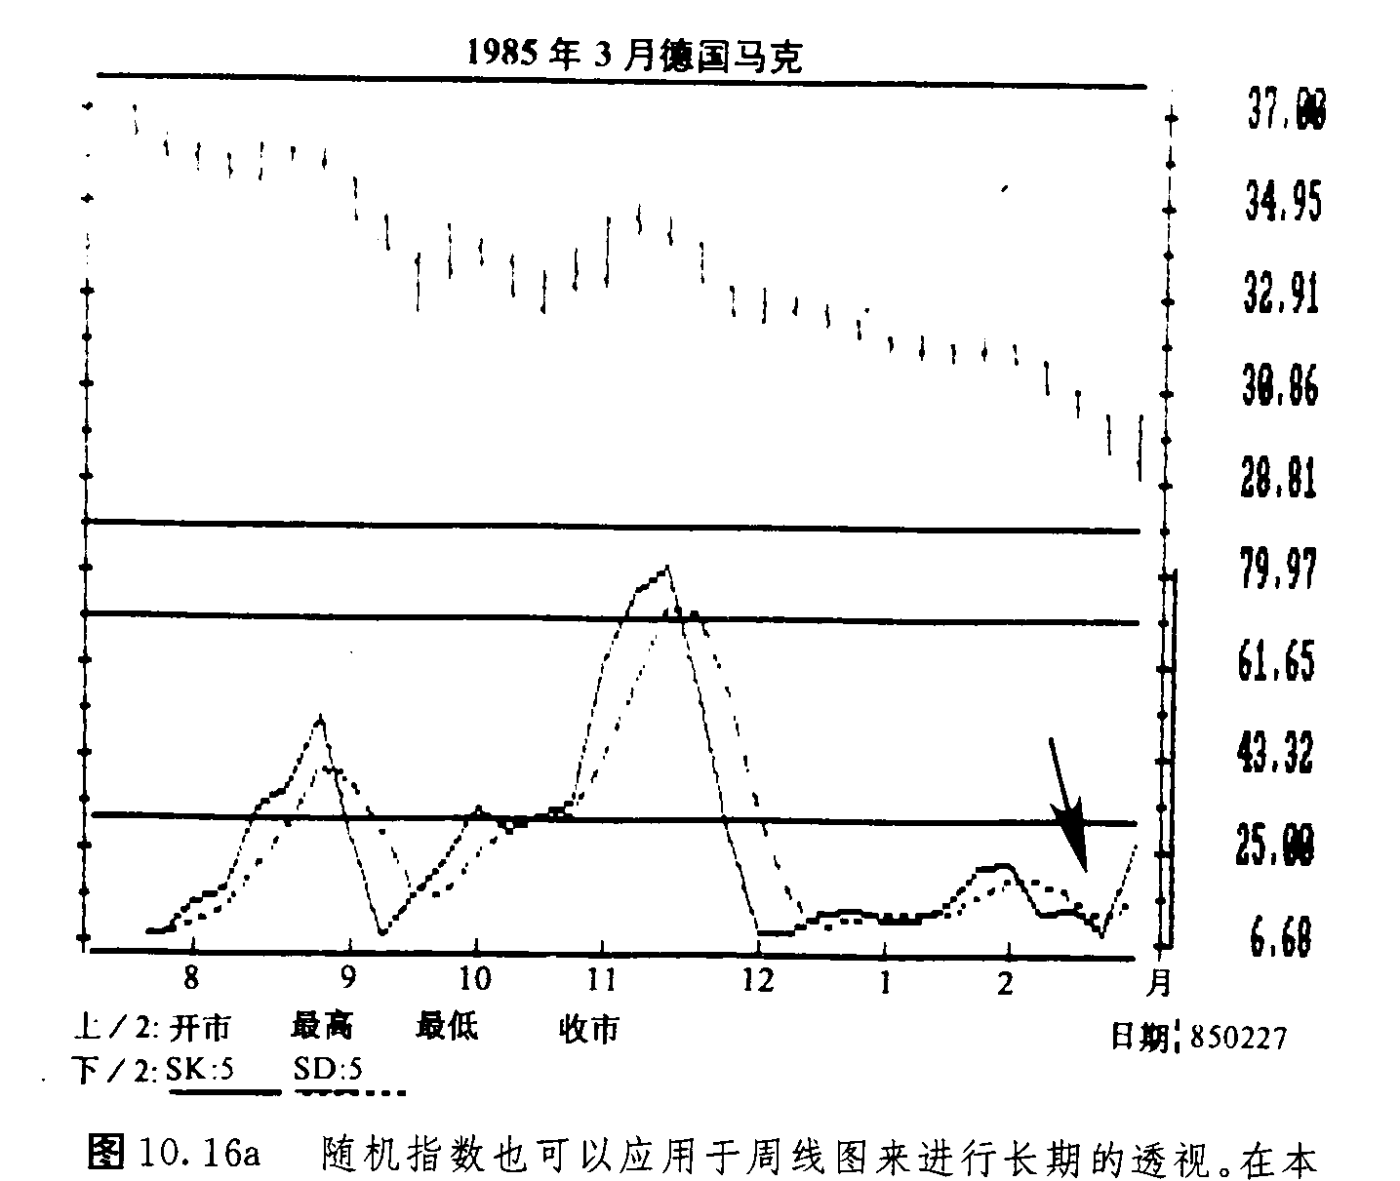 1985 年 3 月德国马克
37.00
34.95
32.91
30.86
28.81
79.97
61.65
43.32
25.00
6.68
8 9 10 11 12 1 2 月
上/2: 开市 最高 最低 收市 日期: 850227
下/2: SK:5 SD:5
图 10.16a 随机指数也可以应用于周线图来进行长期的透视。在本